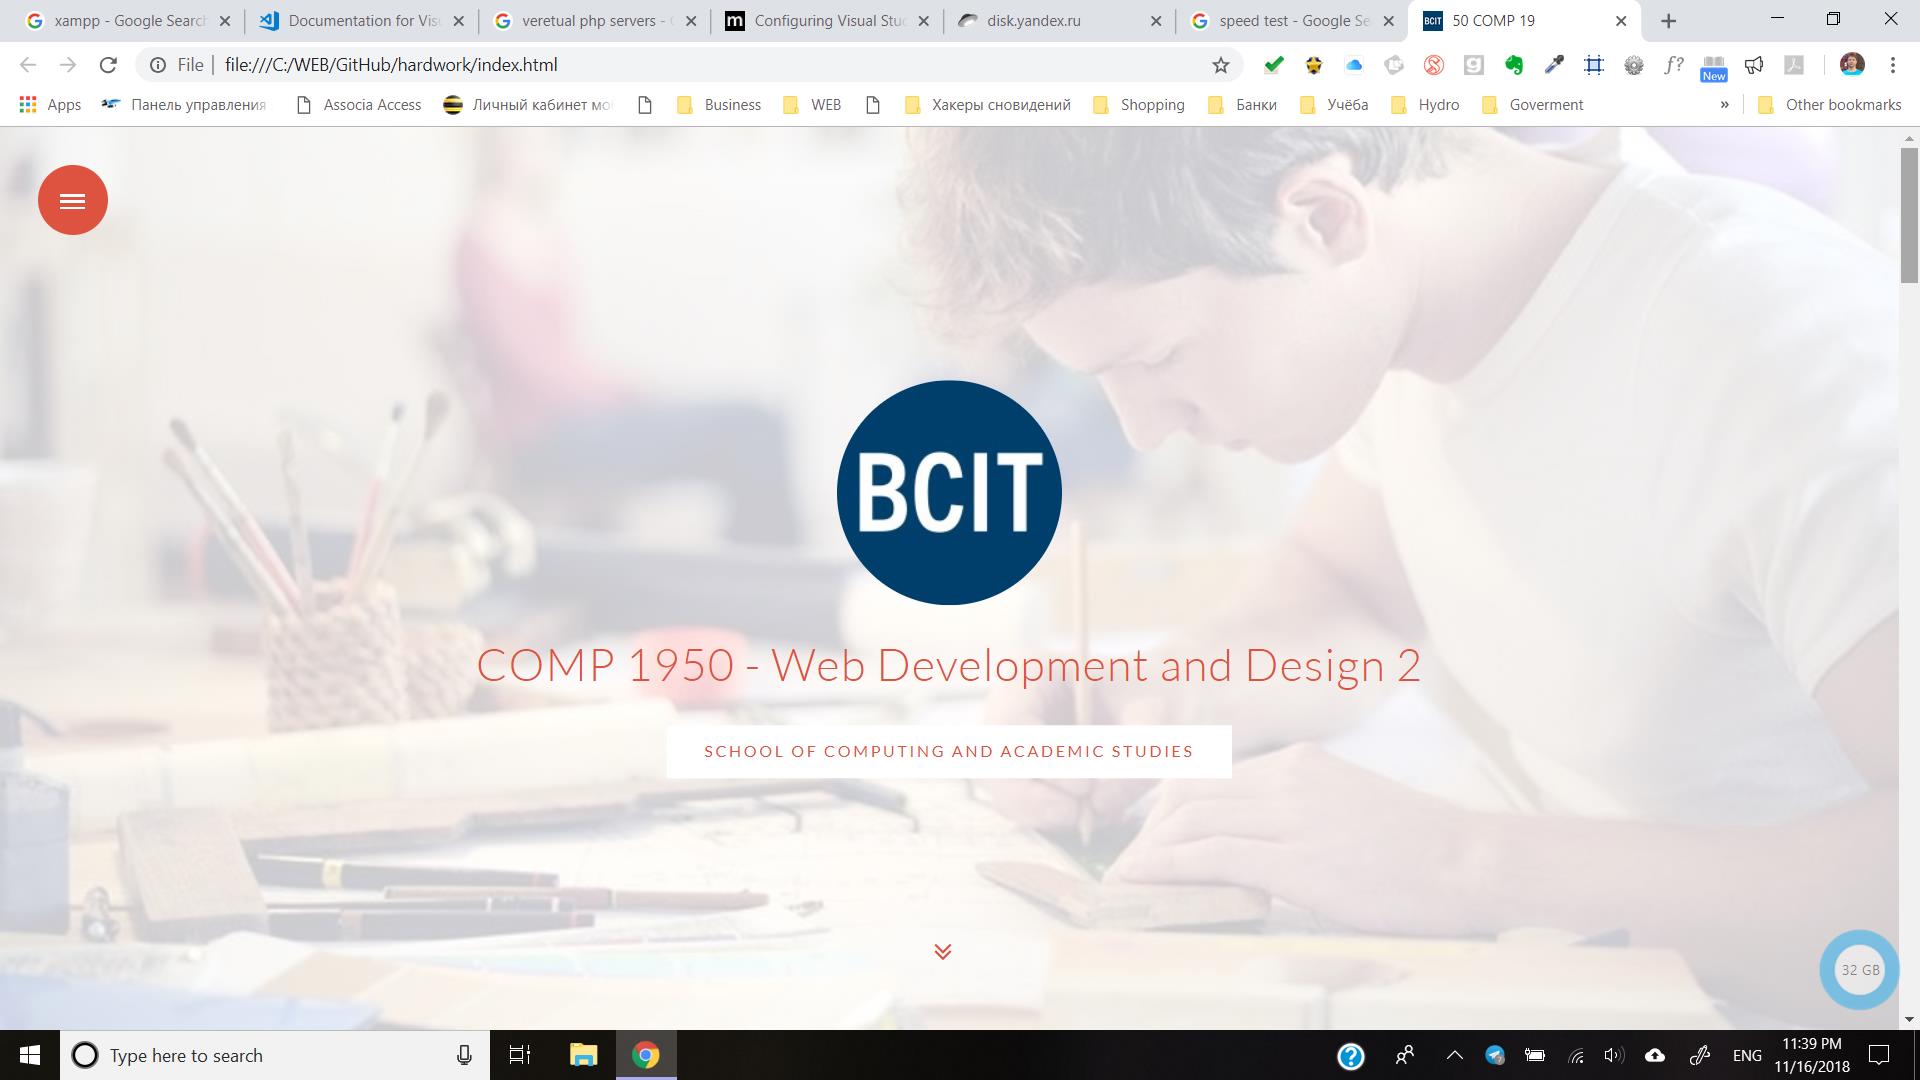 xampp - Google Search
Documentation for Visu
veretual php servers - G
Configuring Visual Stud
disk.yandex.ru
speed test - Google Se
BCIT
50 COMP 19
File
file:///C:/WEB/GitHub/hardwork/index.html
f?
New
Apps
Панель управления
Associa Access
Личный кабинет мо
Business
WEB
Хакеры сновидений
Shopping
Банки
Учёба
Hydro
Goverment
»
Other bookmarks
BCIT
COMP 1950 - Web Development and Design 2
SCHOOL OF COMPUTING AND ACADEMIC STUDIES
32 GB
Type here to search
ENG
11:39 PM
11/16/2018